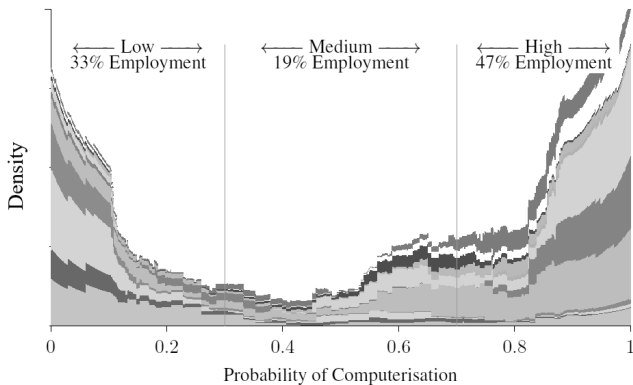 Low
33% Employment
Medium
19% Employment
High
47% Employment
Density
0 0.2 0.4 0.6 0.8 1
Probability of Computerisation